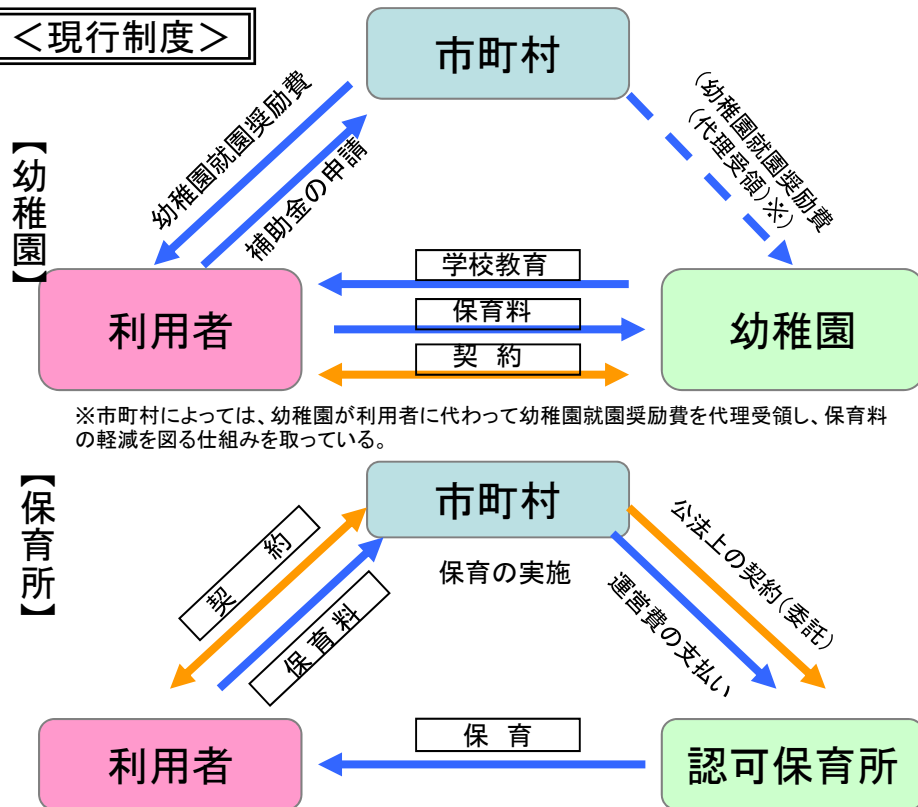 ＜現行制度＞
市町村
【幼稚園】
幼稚園就園奨励費
補助金の申請
(幼稚園就園奨励費
(代理受領)※)
利用者
学校教育
保育料
契 約
幼稚園
※市町村によっては、幼稚園が利用者に代わって幼稚園就園奨励費を代理受領し、保育料
の軽減を図る仕組みを取っている。
【保育所】
市町村
保育の実施
契 約
保育料
公法上の契約(委託)
運営費の支払い
利用者
保 育
認可保育所